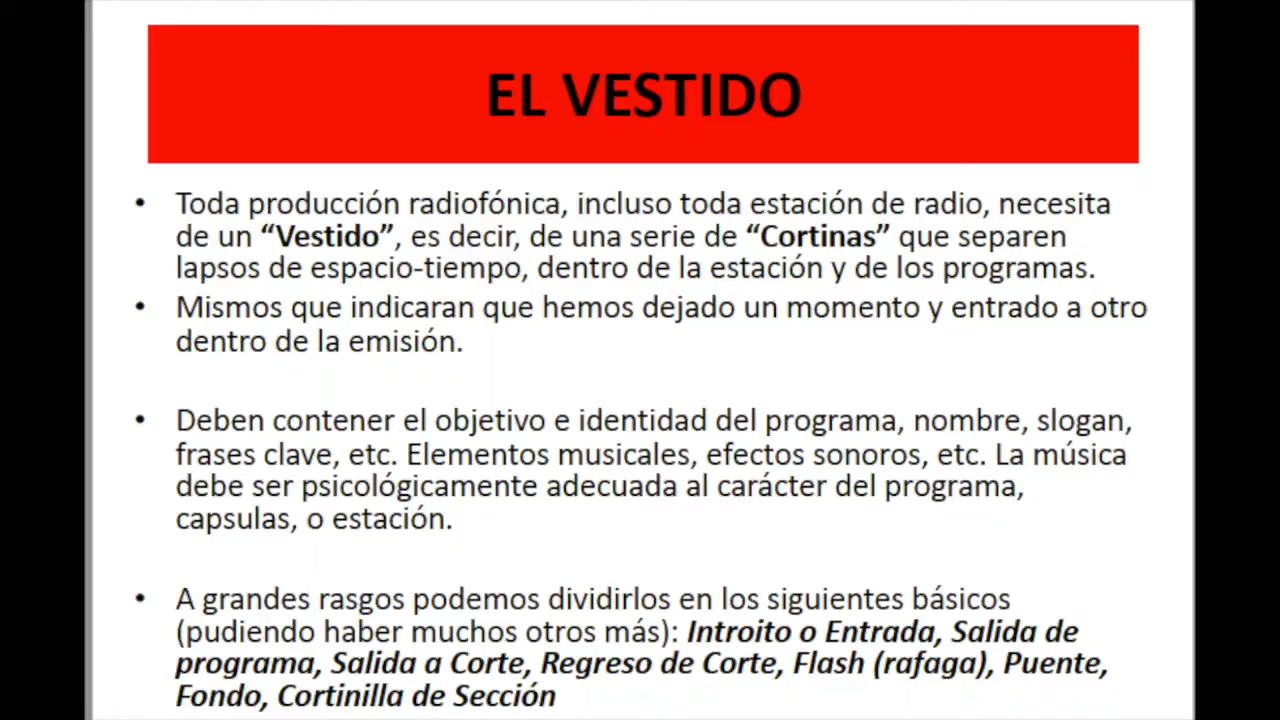 EL VESTIDO
• Toda producción radiofónica, incluso toda estación de radio, necesita
de un “Vestido”, es decir, de una serie de “Cortinas” que separen
lapsos de espacio-tiempo, dentro de la estación y de los programas.
• Mismos que indicaran que hemos dejado un momento y entrado a otro
dentro de la emisión.
• Deben contener el objetivo e identidad del programa, nombre, slogan,
frases clave, etc. Elementos musicales, efectos sonoros, etc. La música
debe ser psicológicamente adecuada al carácter del programa,
capsulas, o estación.
• A grandes rasgos podemos dividirlos en los siguientes básicos
(pudiendo haber muchos otros más): Introito o Entrada, Salida de
programa, Salida a Corte, Regreso de Corte, Flash (rafaga), Puente,
Fondo, Cortinilla de Sección